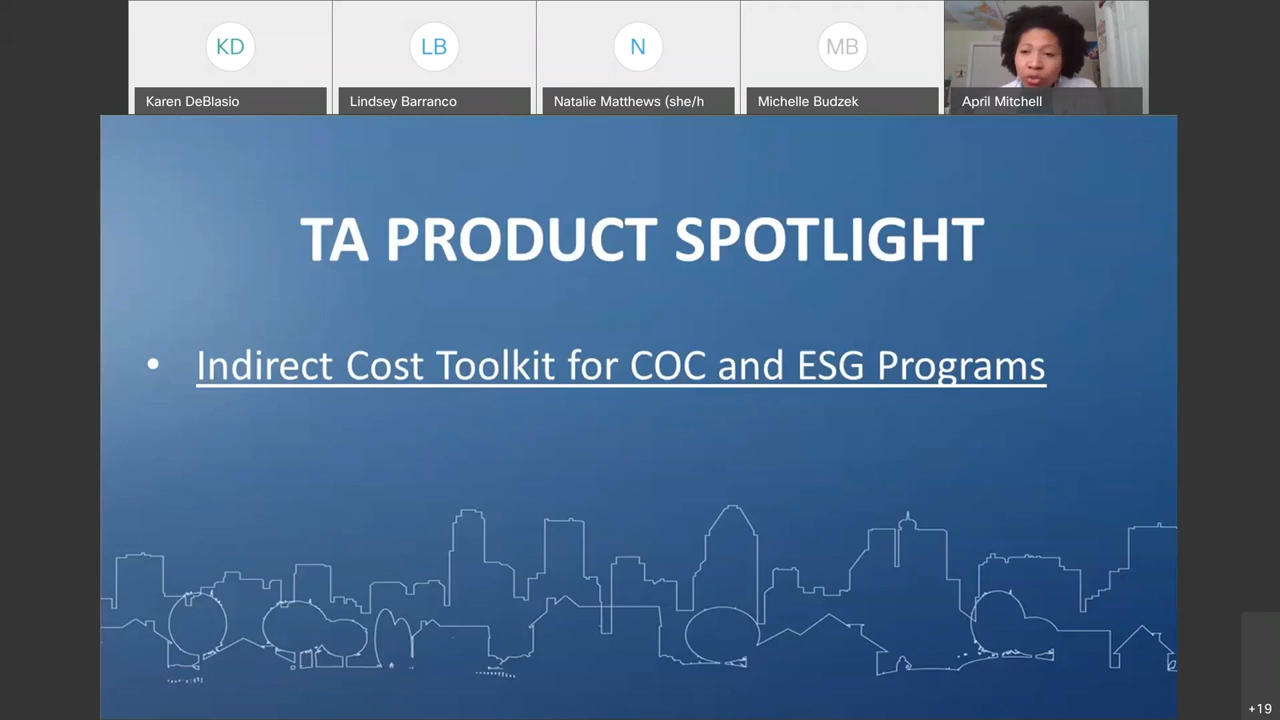 KD
LB
N
MB
Karen DeBlasio
Lindsey Barranco
Natalie Matthews (she/h
Michelle Budzek
April Mitchell
TA PRODUCT SPOTLIGHT
• Indirect Cost Toolkit for COC and ESG Programs
+19